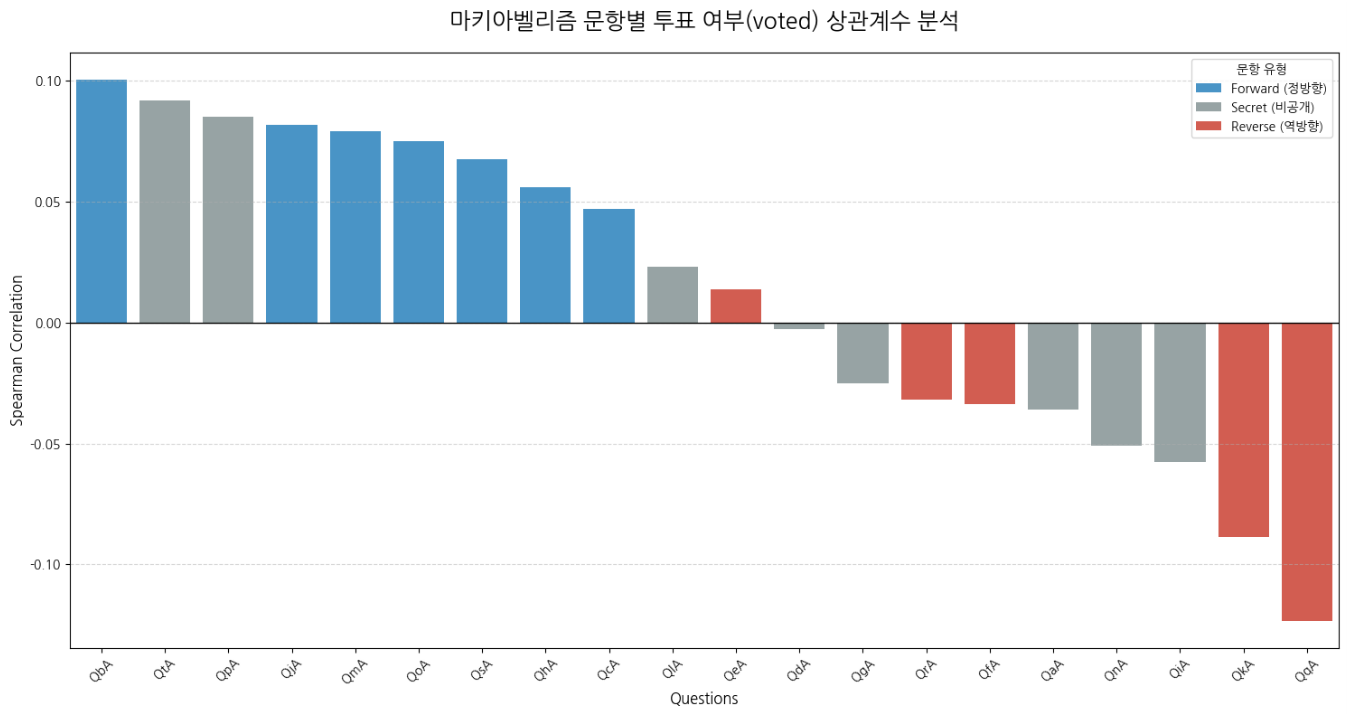 마키아벨리즘 문항별 투표 여부(voted) 상관계수 분석
문항 유형
Forward (정방향)
Secret (비공개)
Reverse (역방향)
0.10
0.05
0.00
-0.05
-0.10
Spearman Correlation
QbA QtA QpA QjA QmA QoA QsA QhA QcA QlA QeA QdA QgA QrA QfA QaA QnA QiA QkA QqA
Questions